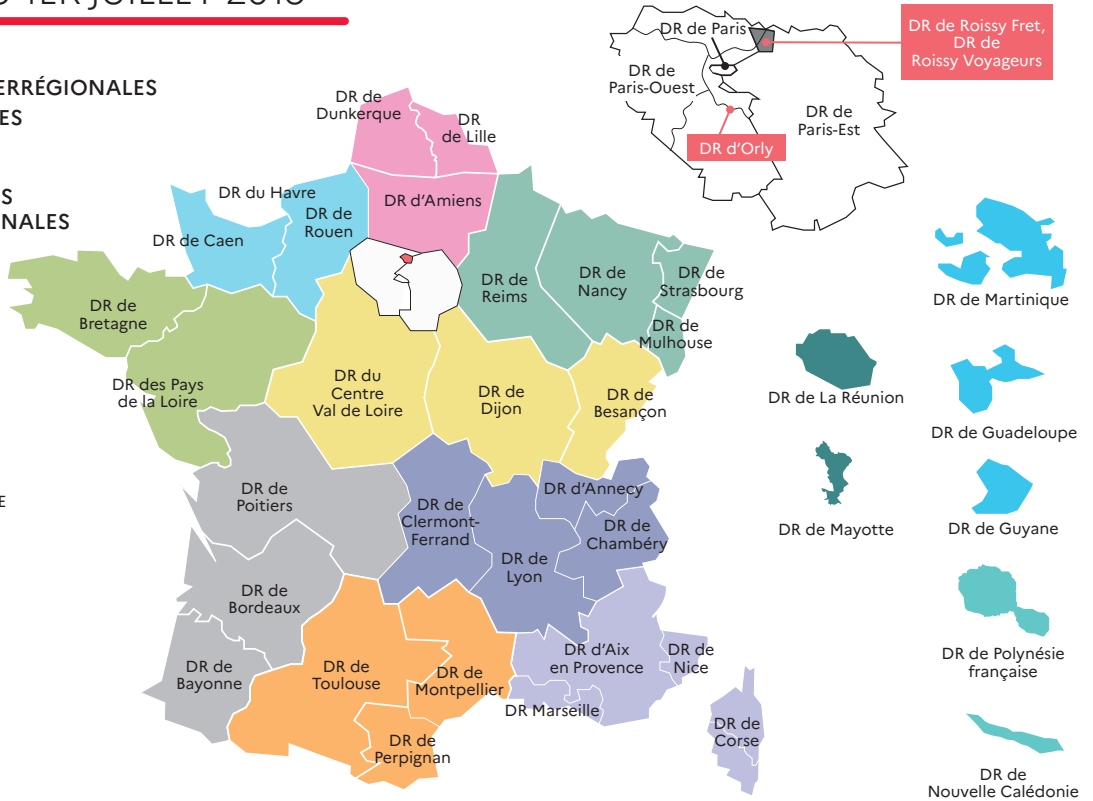 1ER JUILLET 2018
ERRÉGIONALES
ES
S
NALES
E
DR de Paris
DR de
Paris-Ouest
DR de
Paris-Est
DR d'Orly
DR de Roissy Fret,
DR de
Roissy Voyageurs
DR de
Dunkerque
DR
de Lille
DR d'Amiens
DR du Havre
DR de
Rouen
DR de Caen
DR de
Bretagne
DR des Pays
de la Loire
DR de
Reims
DR de
Nancy
DR de
Strasbourg
DR de
Mulhouse
DR du
Centre
Val de Loire
DR de
Dijon
DR de
Besançon
DR de
Poitiers
DR de
Clermont-
Ferrand
DR d'Annecy
DR de
Chambéry
DR de
Lyon
DR de
Bordeaux
DR de
Bayonne
DR de
Toulouse
DR de
Montpellier
DR de
Perpignan
DR d'Aix
en Provence
DR de
Nice
DR Marseille
DR de
Corse
DR de Martinique
DR de La Réunion
DR de Guadeloupe
DR de Mayotte
DR de Guyane
DR de Polynésie
française
DR de
Nouvelle Calédonie